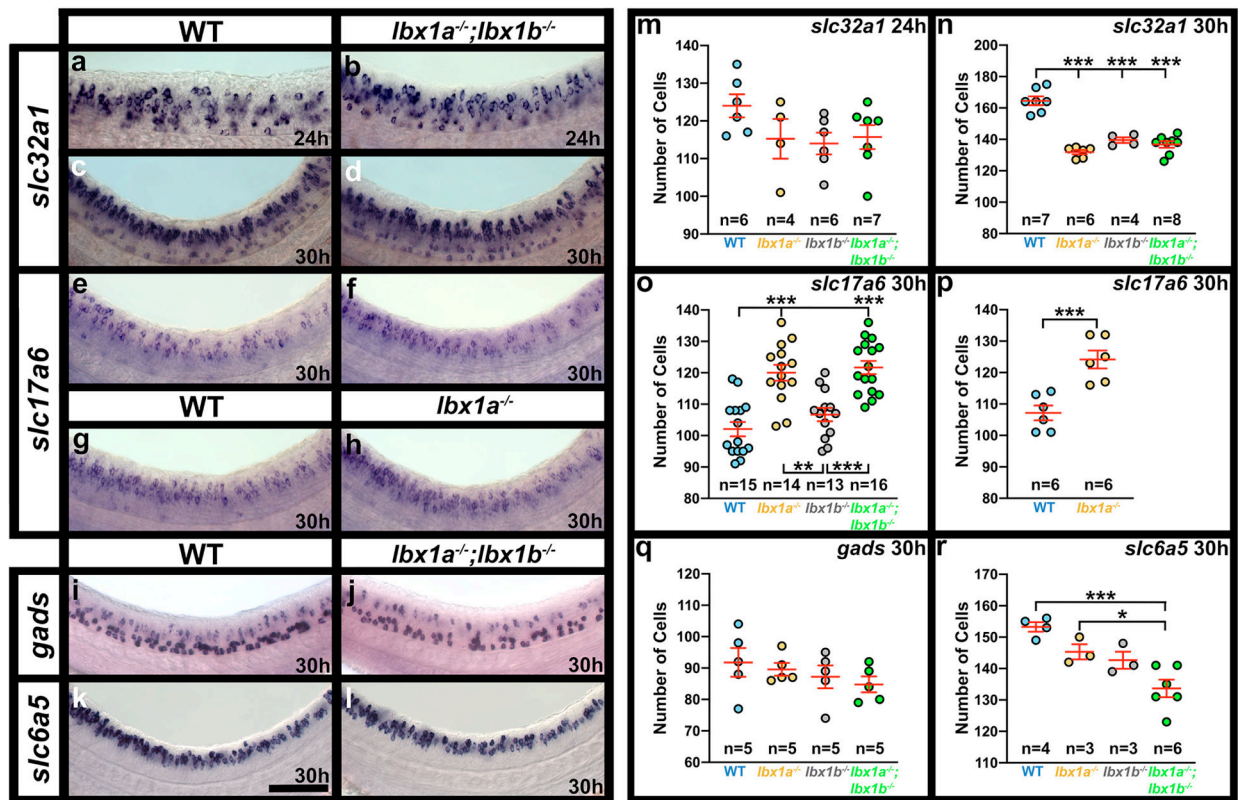 WT lbx1a-/-;lbx1b-/-
slc32a1
a 24h
b 24h
c 30h
d 30h
slc17a6
e 30h
f 30h
WT lbx1a-/-
g 30h
h 30h
WT lbx1a-/-;lbx1b-/-
gads
i 30h
j 30h
slc6a5
k 30h
l 30h
m slc32a1 24h
Number of Cells
140
130
120
110
100
90
n=6 n=4 n=6 n=7
WT lbx1a-/- lbx1b-/- lbx1a-/-;
lbx1b-/-
n slc32a1 30h
Number of Cells
200
180
160
140
120
100
80
*** *** ***
n=7 n=6 n=4 n=8
WT lbx1a-/- lbx1b-/- lbx1a-/-;
lbx1b-/-
o slc17a6 30h
Number of Cells
140
130
120
110
100
90
80
*** ***
** ***
n=15 n=14 n=13 n=16
WT lbx1a-/- lbx1b-/- lbx1a-/-;
lbx1b-/-
p slc17a6 30h
Number of Cells
140
130
120
110
100
90
80
***
n=6 n=6
WT lbx1a-/-
q gads 30h
Number of Cells
120
110
100
90
80
70
60
n=5 n=5 n=5 n=5
WT lbx1a-/- lbx1b-/- lbx1a-/-;
lbx1b-/-
r slc6a5 30h
Number of Cells
170
160
150
140
130
120
110
***
*
n=4 n=3 n=3 n=6
WT lbx1a-/- lbx1b-/- lbx1a-/-;
lbx1b-/-